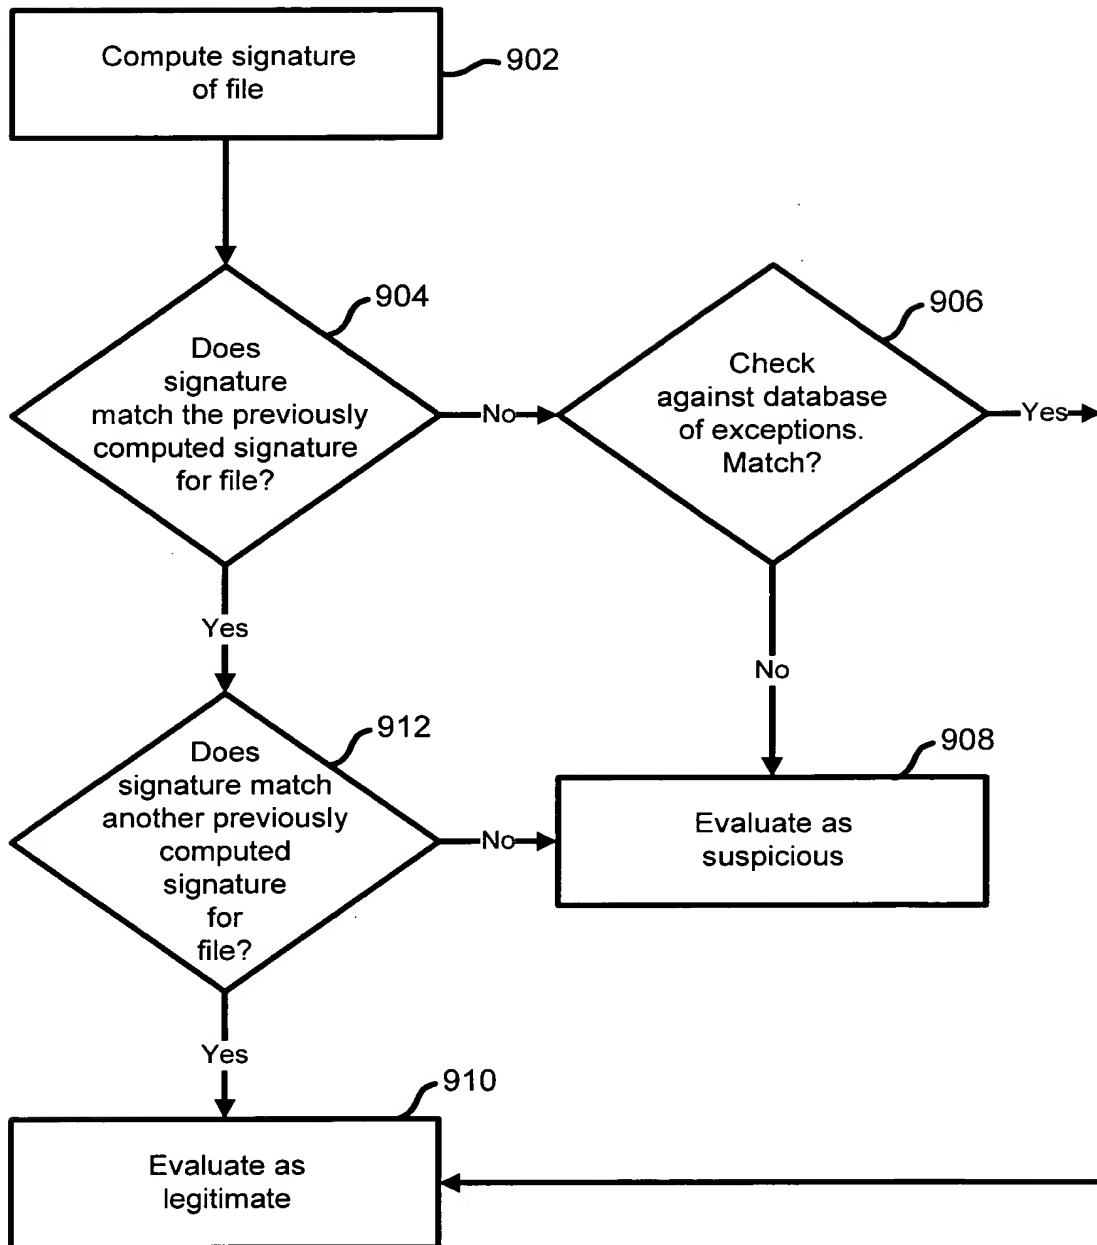 Compute signature
of file
902
904
Does
signature
match the previously
computed signature
for file?
No
906
Check
against database
of exceptions.
Match?
Yes
Yes
No
912
Does
signature match
another previously
computed
signature
for
file?
No
908
Evaluate as
suspicious
Yes
910
Evaluate as
legitimate